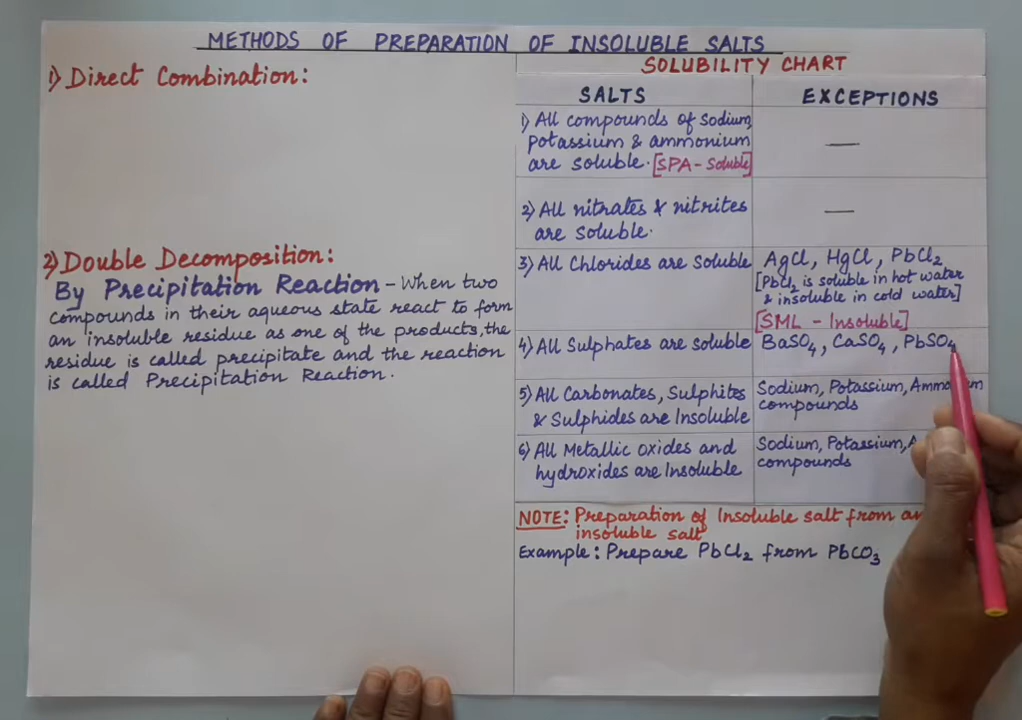 METHODS OF PREPARATION OF INSOLUBLE SALTS
1) Direct Combination:
2) Double Decomposition:
By Precipitation Reaction - When two
compounds in their aqueous state react to form
an insoluble residue as one of the products, the
residue is called precipitate and the reaction
is called Precipitation Reaction.
SOLUBILITY CHART
SALTS EXCEPTIONS
1) All compounds of Sodium,
potassium & ammonium —
are soluble. [SPA - Soluble]
2) All nitrates & nitrites —
are soluble.
3) All Chlorides are Soluble AgCl, HgCl, PbCl2
[PbCl2 is soluble in hot water
& insoluble in cold water]
[SML - Insoluble]
4) All Sulphates are soluble BaSO4, CaSO4, PbSO4
5) All Carbonates, Sulphites Sodium, Potassium,
& Sulphides are Insoluble compounds
6) All Metallic oxides and Sodium, Potassium,
hydroxides are Insoluble compounds
NOTE: Preparation of Insoluble salt from
insoluble salt
Example: Prepare PbCl2 from PbCO3